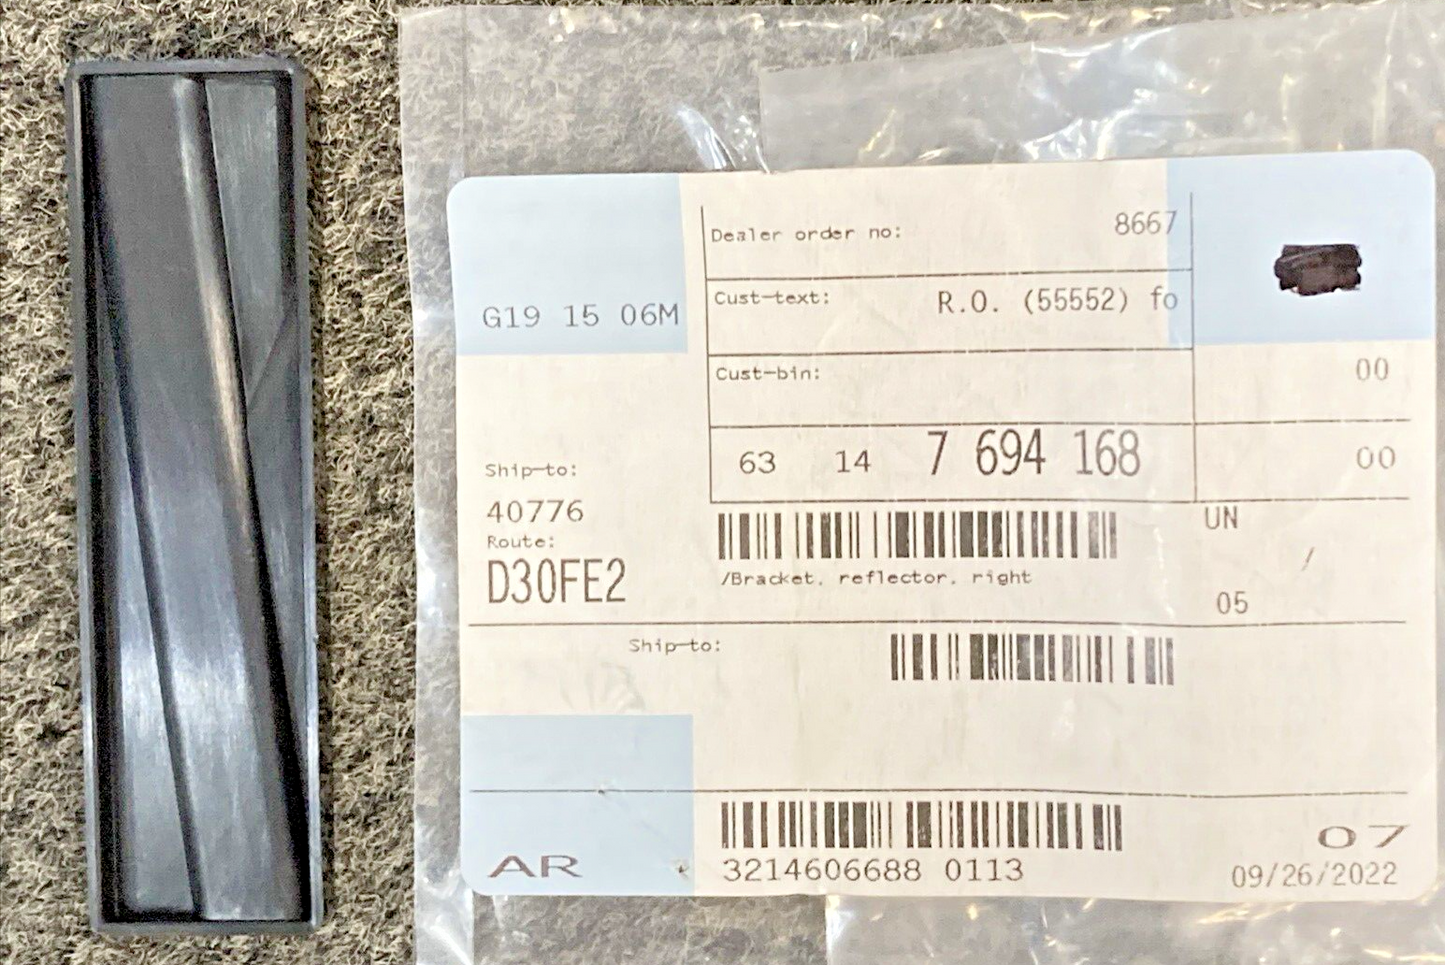 Dealer order no: 8667
G19 15 06M
Cust-text: R.O. (55552) fo
Cust-bin:
00
63 14 7 694 168
00
Ship-to:
40776
Route:
D30FE2
UN
/Bracket, reflector, right
/
05
Ship-to:
AR
3214606688 0113
07
09/26/2022